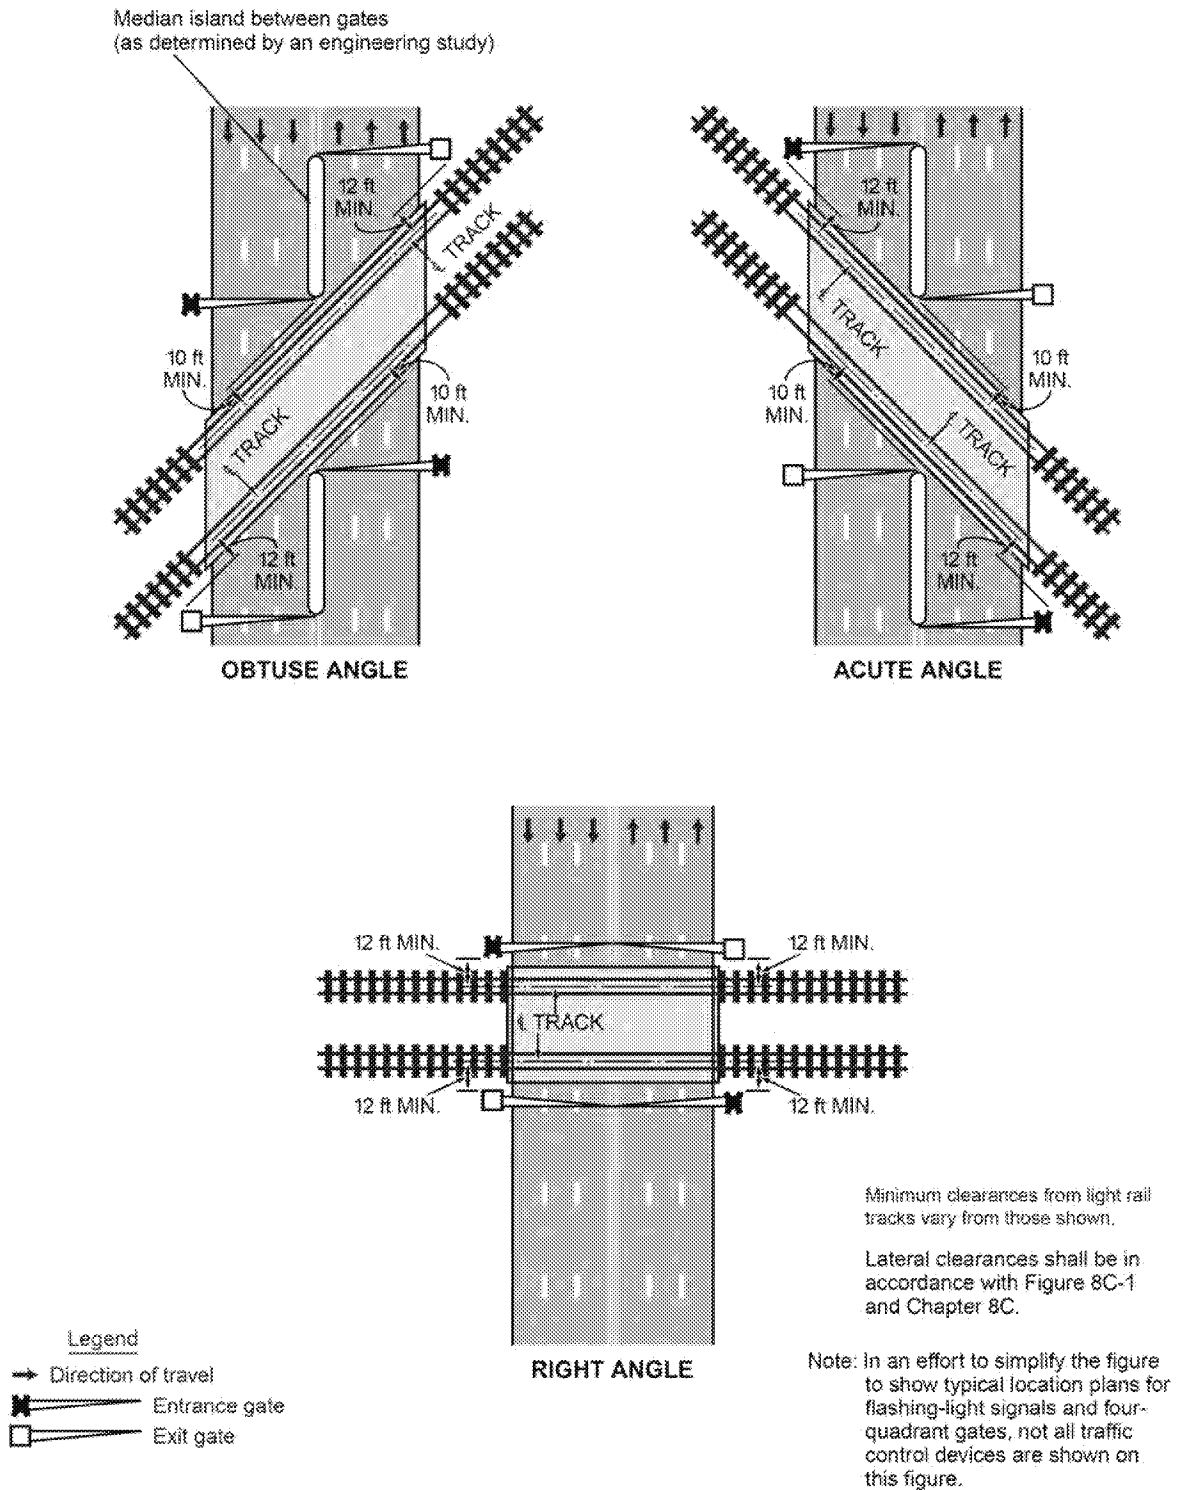 Median island between gates
(as determined by an engineering study)
12 ft
MIN.
TRACK
10 ft
MIN.
10 ft
MIN.
TRACK
12 ft
MIN.
OBTUSE ANGLE
12 ft
MIN.
TRACK
10 ft
MIN.
10 ft
MIN.
TRACK
12 ft
MIN.
ACUTE ANGLE
12 ft MIN.
12 ft MIN.
℄ TRACK
12 ft MIN.
12 ft MIN.
RIGHT ANGLE
Minimum clearances from light rail
tracks vary from those shown.
Lateral clearances shall be in
accordance with Figure 8C-1
and Chapter 8C.
Note: In an effort to simplify the figure
to show typical location plans for
flashing-light signals and four-
quadrant gates, not all traffic
control devices are shown on
this figure.
Legend
Direction of travel
Entrance gate
Exit gate